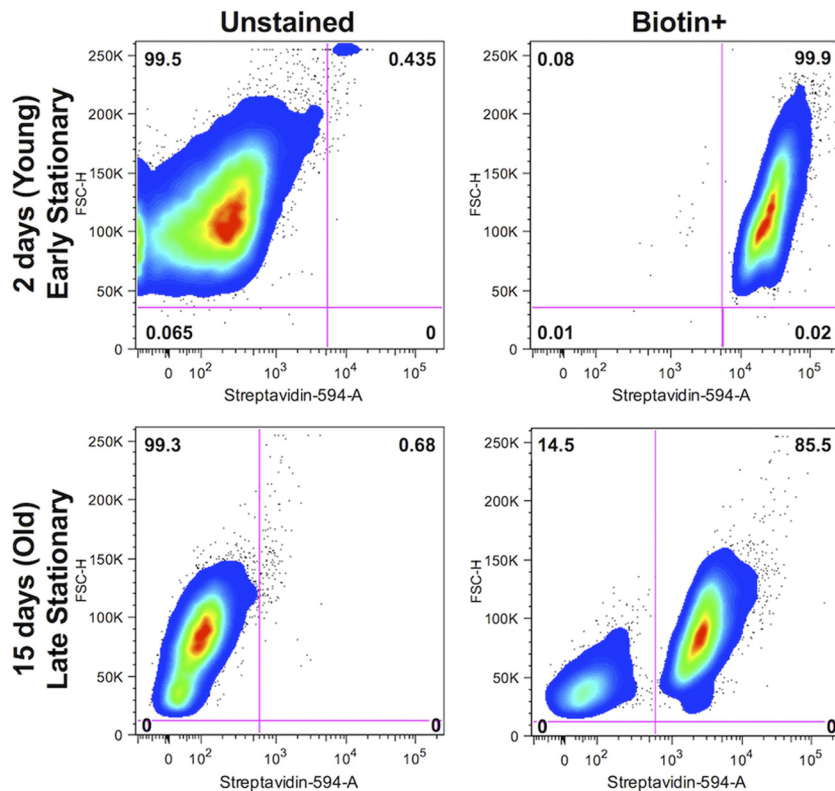 Unstained
Biotin+
2 days (Young)
Early Stationary
FSC-H
250K
200K
150K
100K
50K
0
99.5
0.435
0.065
0
0 10² 10³ 10⁴ 10⁵
Streptavidin-594-A
FSC-H
250K
200K
150K
100K
50K
0
0.08
99.9
0.01
0.02
0 10² 10³ 10⁴ 10⁵
Streptavidin-594-A
15 days (Old)
Late Stationary
FSC-H
250K
200K
150K
100K
50K
0
99.3
0.68
0
0
0 10² 10³ 10⁴ 10⁵
Streptavidin-594-A
FSC-H
250K
200K
150K
100K
50K
0
14.5
85.5
0
0
0 10² 10³ 10⁴ 10⁵
Streptavidin-594-A